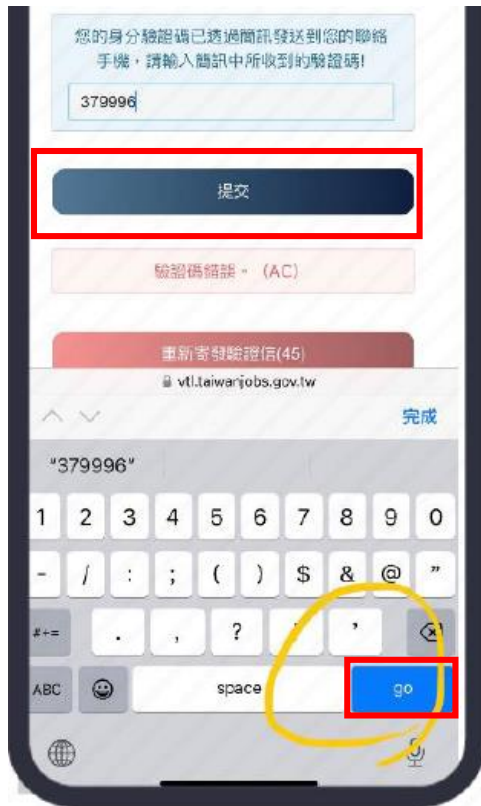 您的身分驗證碼已透過簡訊發送到您的聯絡
手機，請輸入簡訊中所收到的驗證碼!
379996
提交
驗證碼錯誤。 (AC)
重新寄發驗證信(45)
vtl.taiwanjobs.gov.tw
完成
"379996"
1 2 3 4 5 6 7 8 9 0
- / : ; ( ) $ & @ "
#+= . , ? ! '
ABC space go